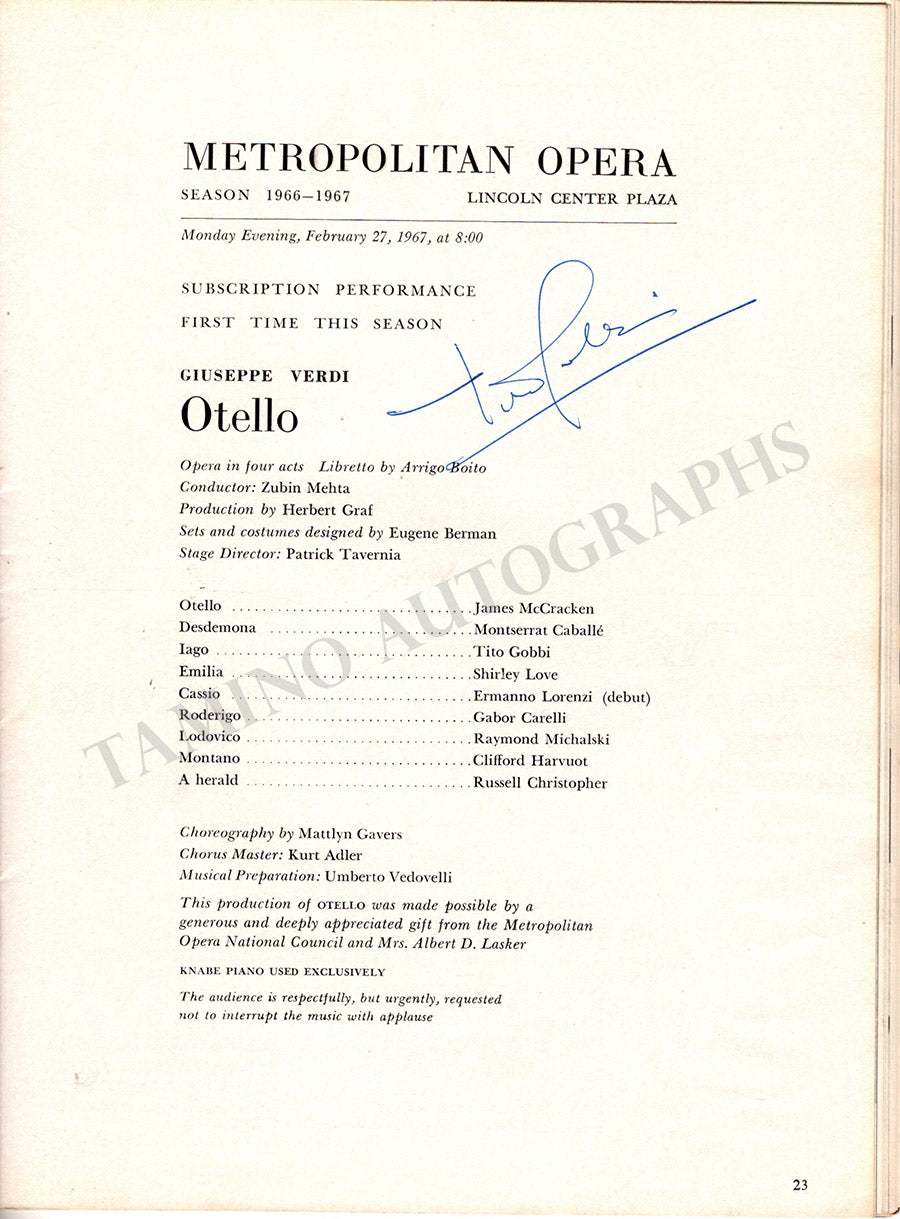 METROPOLITAN OPERA
SEASON 1966–1967 LINCOLN CENTER PLAZA
Monday Evening, February 27, 1967, at 8:00
SUBSCRIPTION PERFORMANCE
FIRST TIME THIS SEASON
Tito Gobbi
GIUSEPPE VERDI
Otello
Opera in four acts Libretto by Arrigo Boito
Conductor: Zubin Mehta
Production by Herbert Graf
Sets and costumes designed by Eugene Berman
Stage Director: Patrick Tavernia
Otello ............................... James McCracken
Desdemona ........................... Montserrat Caballé
Iago ................................. Tito Gobbi
Emilia ............................... Shirley Love
Cassio ............................... Ermanno Lorenzi (debut)
Roderigo ............................. Gabor Carelli
Lodovico ............................. Raymond Michalski
Montano .............................. Clifford Harvuot
A herald ............................. Russell Christopher
TAMINO AUTOGRAPHS
Choreography by Mattlyn Gavers
Chorus Master: Kurt Adler
Musical Preparation: Umberto Vedovelli
This production of OTELLO was made possible by a
generous and deeply appreciated gift from the Metropolitan
Opera National Council and Mrs. Albert D. Lasker
KNABE PIANO USED EXCLUSIVELY
The audience is respectfully, but urgently, requested
not to interrupt the music with applause
23